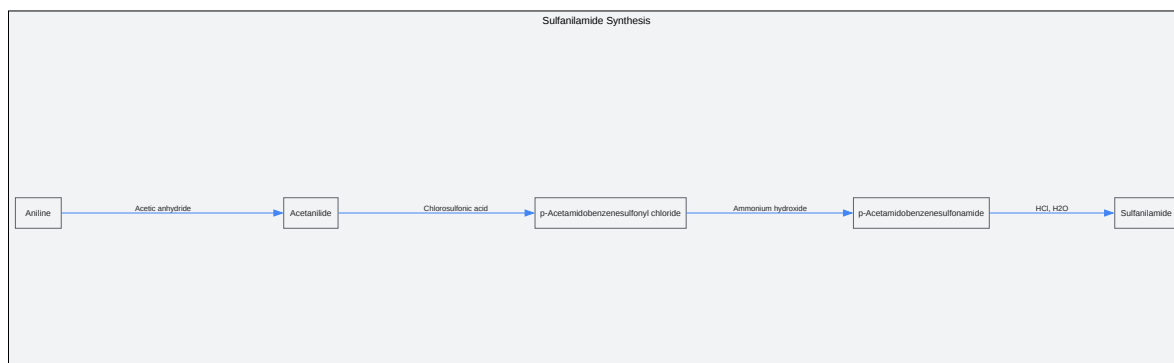 Sulfanilamide Synthesis
Aniline
Acetic anhydride
Acetanilide
Chlorosulfonic acid
p-Acetamidobenzenesulfonyl chloride
Ammonium hydroxide
p-Acetamidobenzenesulfonamide
HCl, H2O
Sulfanilamide